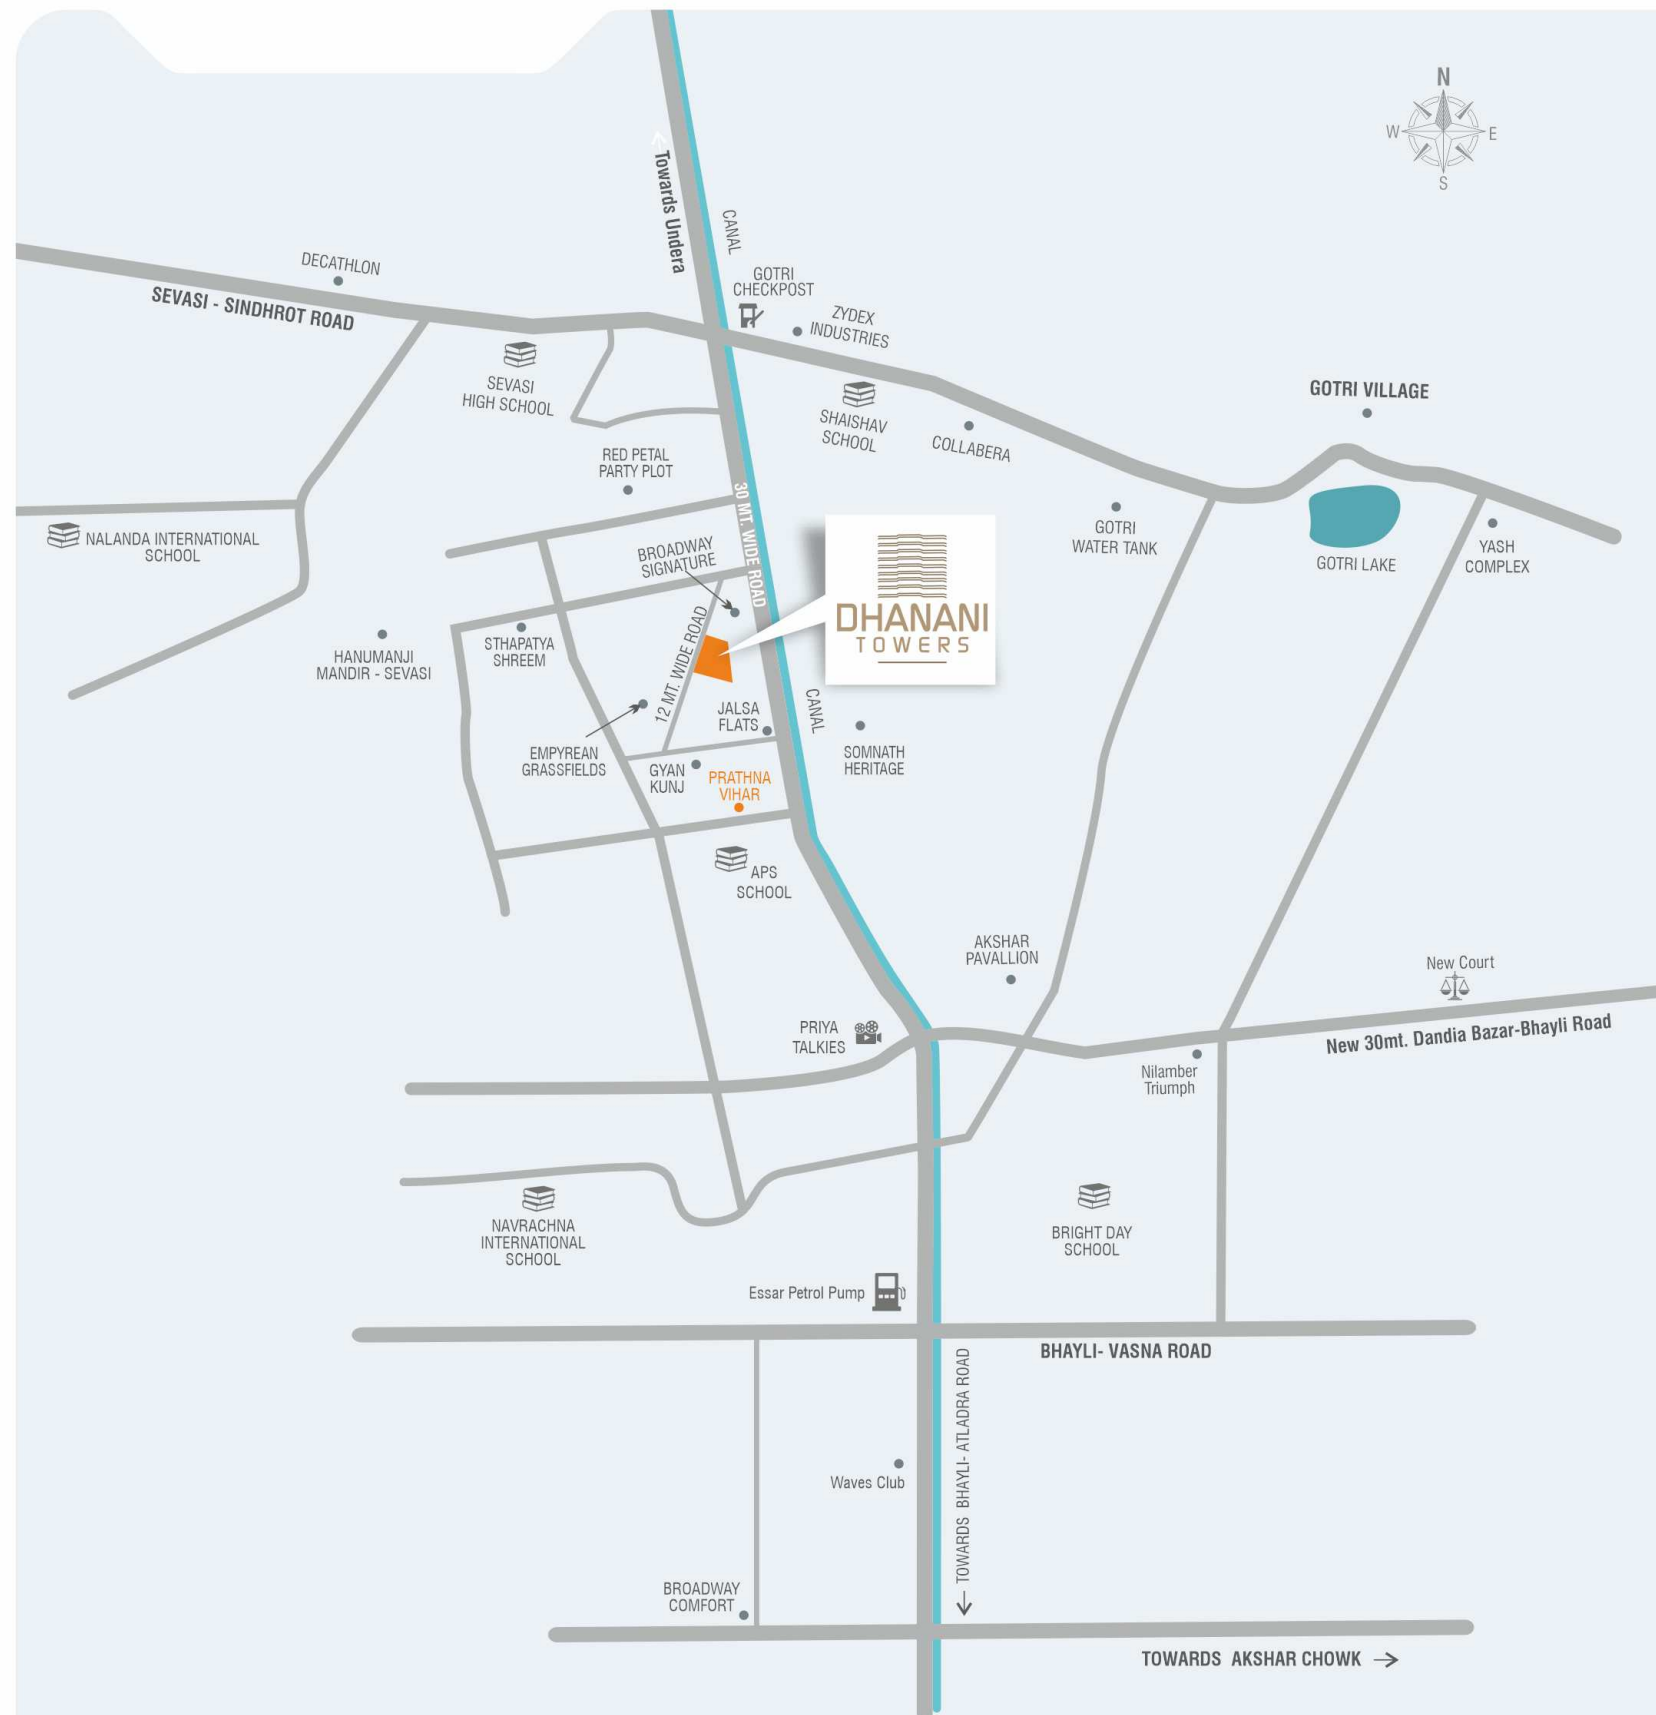 N
W
E
S
Towards Undera
CANAL
DECATHLON
SEVASI - SINDHROT ROAD
GOTRI
CHECKPOST
ZYDEX
INDUSTRIES
SEVASI
HIGH SCHOOL
SHAISHAV
SCHOOL
COLLABERA
GOTRI VILLAGE
RED PETAL
PARTY PLOT
30 MT. WIDE ROAD
NALANDA INTERNATIONAL
SCHOOL
BROADWAY
SIGNATURE
GOTRI
WATER TANK
GOTRI LAKE
YASH
COMPLEX
DHANANI
TOWERS
HANUMANJI
MANDIR - SEVASI
STHAPATYA
SHREEM
12 MT. WIDE ROAD
JALSA
FLATS
CANAL
SOMNATH
HERITAGE
EMPYREAN
GRASSFIELDS
GYAN
KUNJ
PRATHNA
VIHAR
APS
SCHOOL
AKSHAR
PAVALLION
New Court
PRIYA
TALKIES
New 30mt. Dandia Bazar-Bhayli Road
Nilamber
Triumph
NAVRACHNA
INTERNATIONAL
SCHOOL
BRIGHT DAY
SCHOOL
Essar Petrol Pump
BHAYLI- VASNA ROAD
TOWARDS BHAYLI- ATLADRA ROAD
Waves Club
BROADWAY
COMFORT
TOWARDS AKSHAR CHOWK